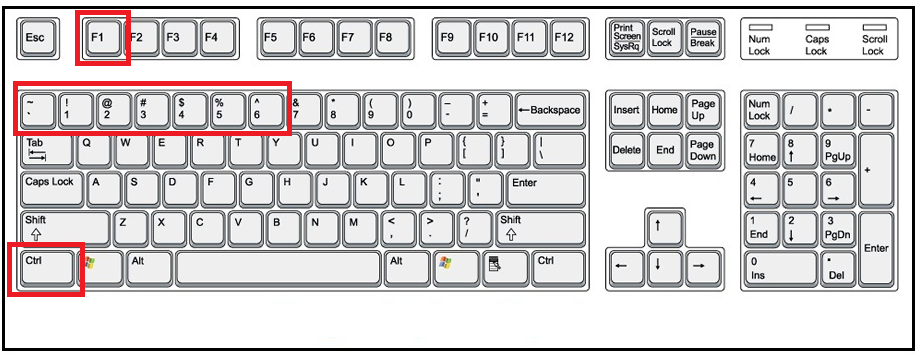 Esc F1 F2 F3 F4 F5 F6 F7 F8 F9 F10 F11 F12 Print Screen SysRq Scroll Lock Pause Break Num Lock Caps Lock Scroll Lock
~ ` ! 1 @ 2 # 3 $ 4 % 5 ^ 6 & 7 * 8 ( 9 ) 0 – - + = ←Backspace Insert Home Page Up Num Lock / * -
Tab Q W E R T Y U I O P { [ } ] | \ Delete End Page Down 7 Home 8 ↑ 9 PgUp +
Caps Lock A S D F G H J K L : ; " ' Enter 4 ← 5 6 →
Shift Z X C V B N M < , > . ? / Shift ↑ 1 End 2 ↓ 3 PgDn Enter
Ctrl Alt Alt Ctrl ← ↓ → 0 Ins • Del